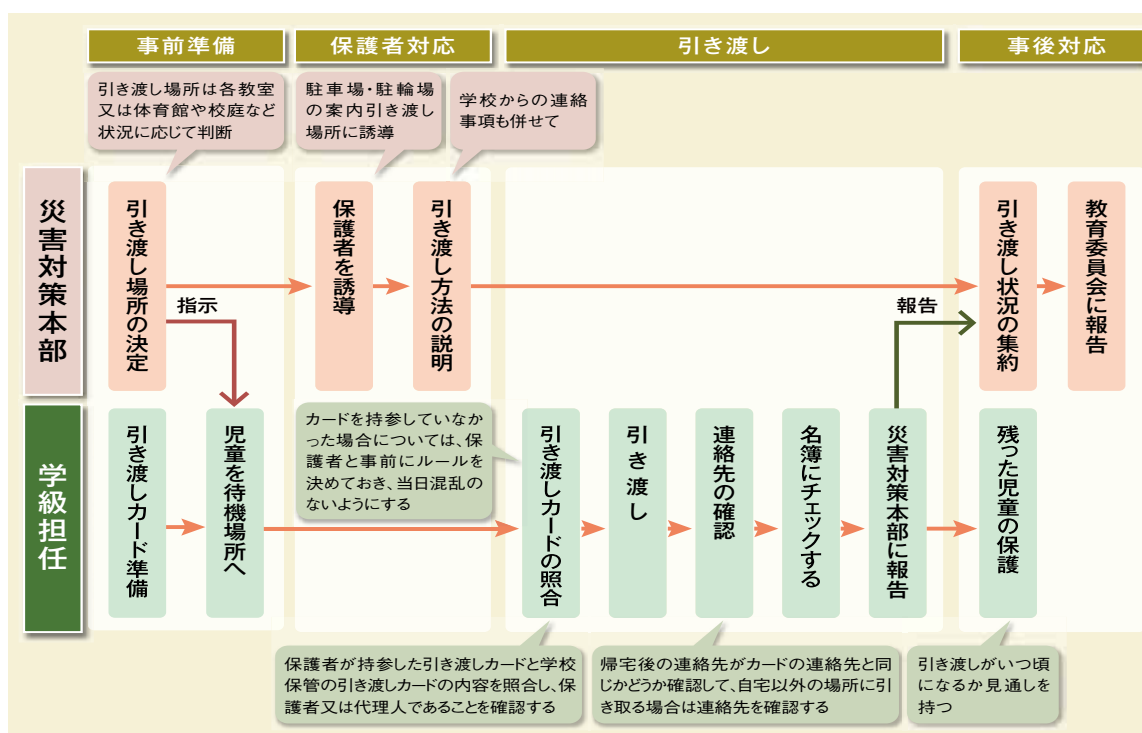 事前準備
保護者対応
引き渡し
事後対応
引き渡し場所は各教室
又は体育館や校庭など
状況に応じて判断
駐車場・駐輪場
の案内引き渡し
場所に誘導
学校からの連絡
事項も併せて
災害対策本部
引き渡し場所の決定
指示
保護者を誘導
引き渡し方法の説明
報告
引き渡し状況の集約
教育委員会に報告
学級担任
引き渡しカード準備
児童を待機場所へ
カードを持参していなか
った場合については、保
護者と事前にルールを
決めておき、当日混乱の
ないようにする
引き渡しカードの照合
引き渡し
連絡先の確認
名簿にチェックする
災害対策本部に報告
残った児童の保護
保護者が持参した引き渡しカードと学校
保管の引き渡しカードの内容を照合し、保
護者又は代理人であることを確認する
帰宅後の連絡先がカードの連絡先と同
じかどうか確認して、自宅以外の場所に引
き取る場合は連絡先を確認する
引き渡しがいつ頃
になるか見通しを
持つ